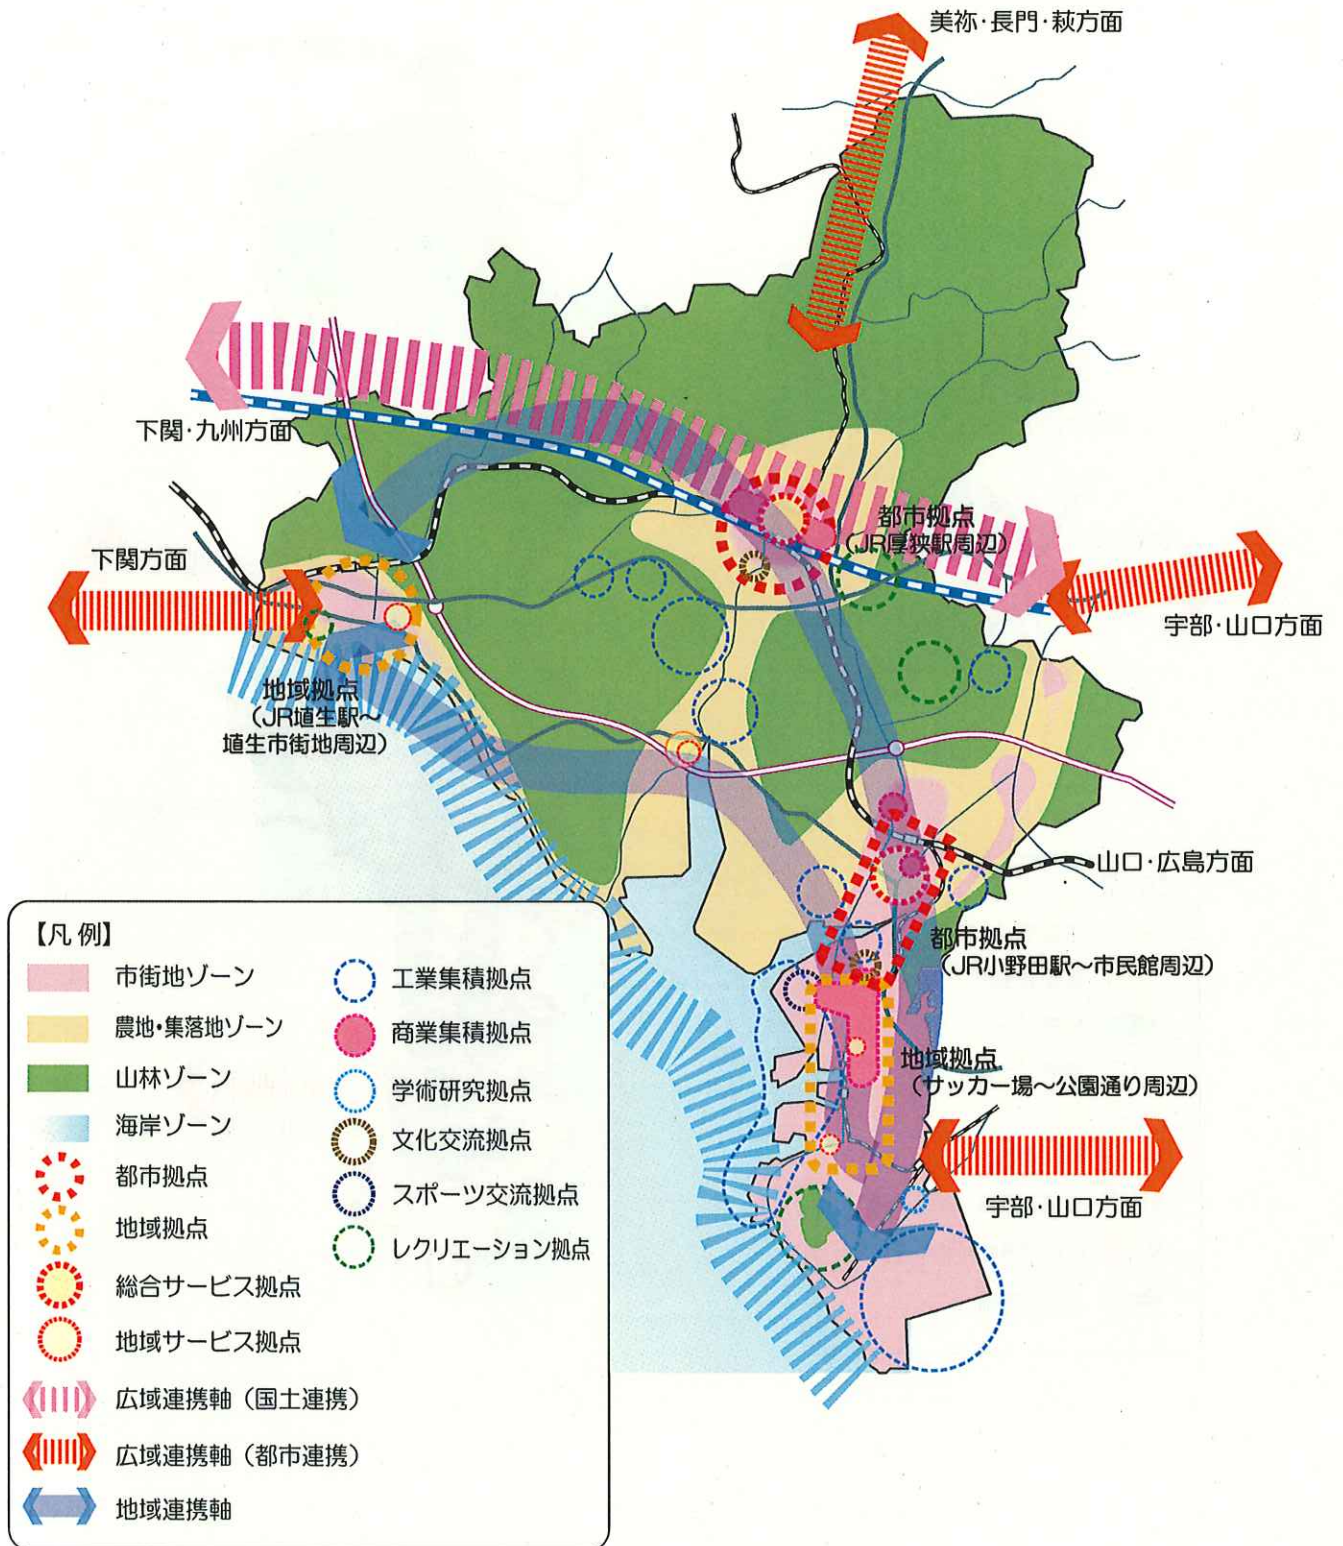 美祢・長門・萩方面
下関・九州方面
都市拠点
(JR厚狭駅周辺)
下関方面
宇部・山口方面
地域拠点
(JR埴生駅~
埴生市街地周辺)
山口・広島方面
都市拠点
(JR小野田駅~市民館周辺)
地域拠点
(サッカー場~公園通り周辺)
宇部・山口方面
【凡例】
市街地ゾーン
農地・集落地ゾーン
山林ゾーン
海岸ゾーン
都市拠点
地域拠点
総合サービス拠点
地域サービス拠点
広域連携軸(国土連携)
広域連携軸(都市連携)
地域連携軸
工業集積拠点
商業集積拠点
学術研究拠点
文化交流拠点
スポーツ交流拠点
レクリエーション拠点